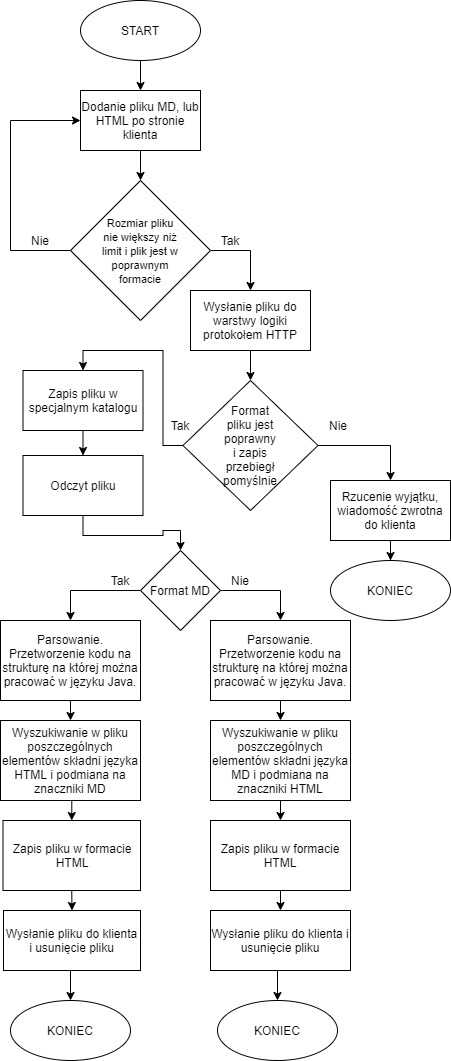 START
Dodanie pliku MD, lub
HTML po stronie
klienta
Rozmiar pliku
nie większy niż
limit i plik jest w
poprawnym
formacie
Nie
Tak
Wysłanie pliku do
warstwy logiki
protokołem HTTP
Format
pliku jest
poprawny
i zapis
przebiegł
pomyślnie
Tak
Nie
Zapis pliku w
specjalnym katalogu
Odczyt pliku
Rzucenie wyjątku,
wiadomość zwrotna
do klienta
KONIEC
Format MD
Tak
Nie
Parsowanie.
Przetworzenie kodu na
strukturę na której można
pracować w języku Java.
Wyszukiwanie w pliku
poszczególnych
elementów składni języka
HTML i podmiana na
znaczniki MD
Zapis pliku w formacie
HTML
Wysłanie pliku do klienta
i usunięcie pliku
KONIEC
Parsowanie.
Przetworzenie kodu na
strukturę na której można
pracować w języku Java.
Wyszukiwanie w pliku
poszczególnych
elementów składni języka
MD i podmiana na
znaczniki HTML
Zapis pliku w formacie
HTML
Wysłanie pliku do klienta i
usunięcie pliku
KONIEC